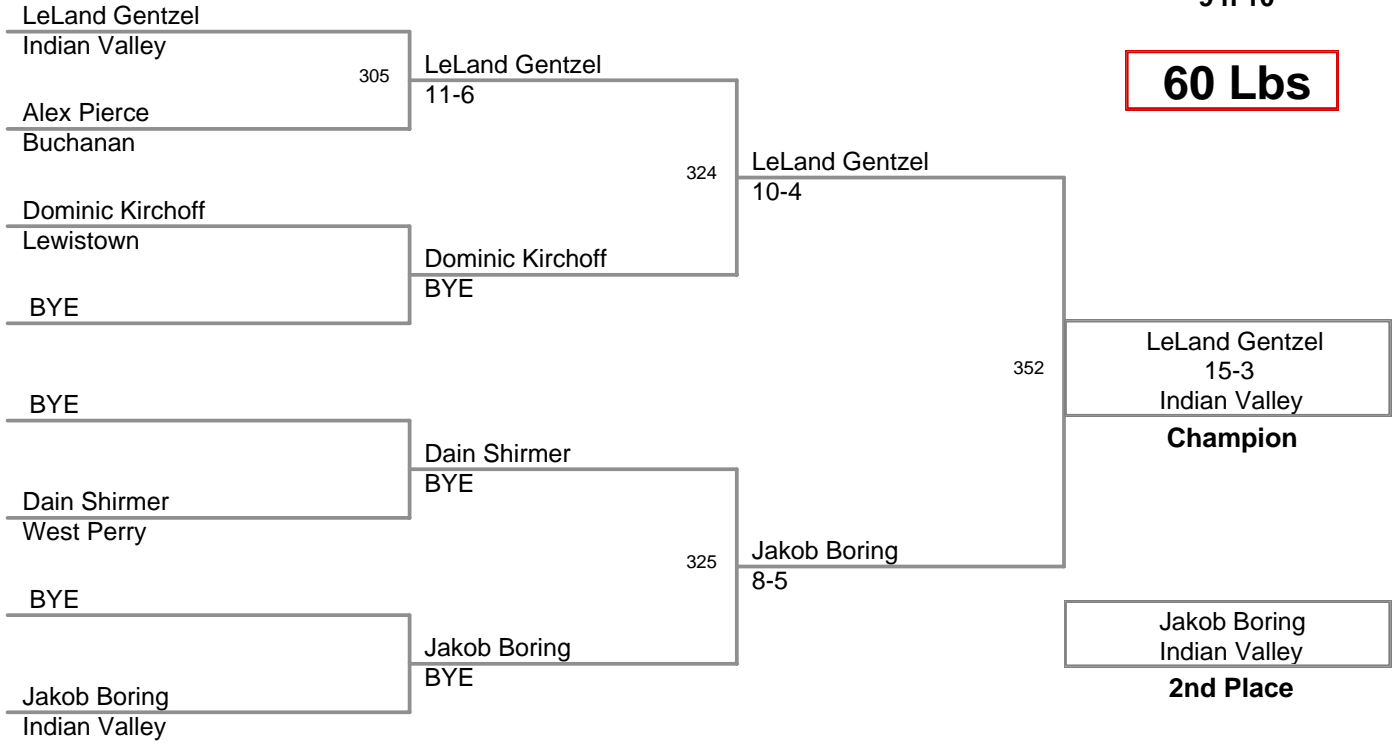 LeLand Gentzel
Indian Valley
305
Alex Pierce
Buchanan
Dominic Kirchoff
Lewistown
BYE
BYE
Dain Shirmer
West Perry
BYE
Jakob Boring
Indian Valley
LeLand Gentzel
11-6
324
Dominic Kirchoff
BYE
Dain Shirmer
BYE
325
Jakob Boring
BYE
LeLand Gentzel
10-4
352
Jakob Boring
8-5
60 Lbs
LeLand Gentzel
15-3
Indian Valley
Champion
Jakob Boring
Indian Valley
2nd Place